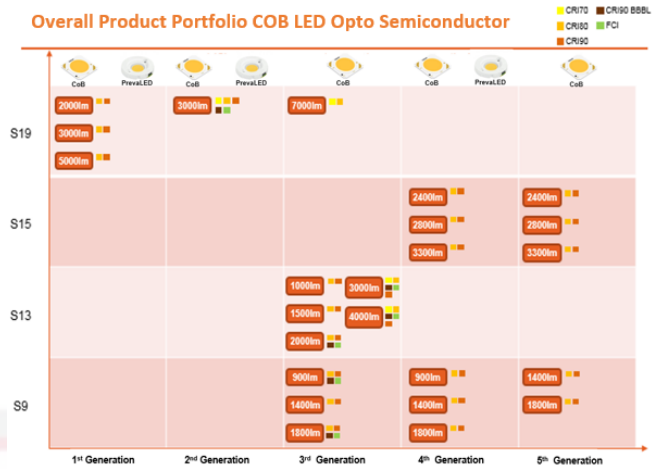 Overall Product Portfolio COB LED Opto Semiconductor
CRI70 CRI90 BBBL
CRI80 FCI
CRI90
CoB PrevaLED CoB PrevaLED CoB CoB PrevaLED CoB
S19
2000lm 3000lm 7000lm
3000lm
5000lm
S15
2400lm 2400lm
2800lm 2800lm
3300lm 3300lm
S13
1000lm 3000lm
1500lm 4000lm
2000lm
S9
900lm 900lm 1400lm
1400lm 1400lm 1800lm
1800lm 1800lm
1st Generation 2nd Generation 3rd Generation 4th Generation 5th Generation